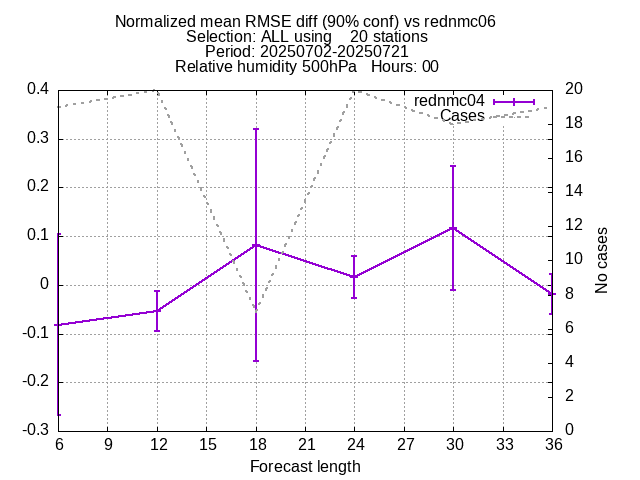 Normalized mean RMSE diff (90% conf) vs rednmc06
Selection: ALL using    20 stations
Period: 20250702-20250721
Relative humidity 500hPa   Hours: 00
0.4
0.3
0.2
0.1
0
-0.1
-0.2
-0.3
rednmc04
Cases
20
18
16
14
12
10
8
6
4
2
0
No cases
6 9 12 15 18 21 24 27 30 33 36
Forecast length